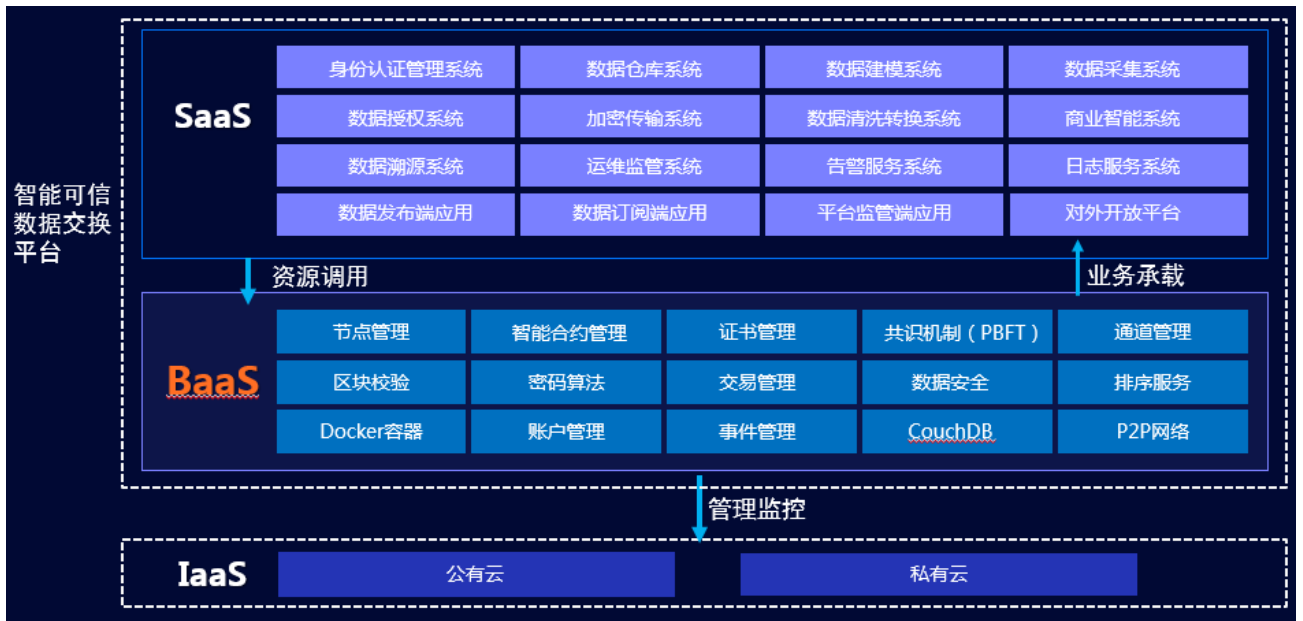 智能可信
数据交换
平台
SaaS
身份认证管理系统 数据仓库系统 数据建模系统 数据采集系统
数据授权系统 加密传输系统 数据清洗转换系统 商业智能系统
数据溯源系统 运维监管系统 告警服务系统 日志服务系统
数据发布端应用 数据订阅端应用 平台监管端应用 对外开放平台
资源调用 业务承载
BaaS
节点管理 智能合约管理 证书管理 共识机制（PBFT） 通道管理
区块校验 密码算法 交易管理 数据安全 排序服务
Docker容器 账户管理 事件管理 CouchDB P2P网络
管理监控
IaaS 公有云 私有云